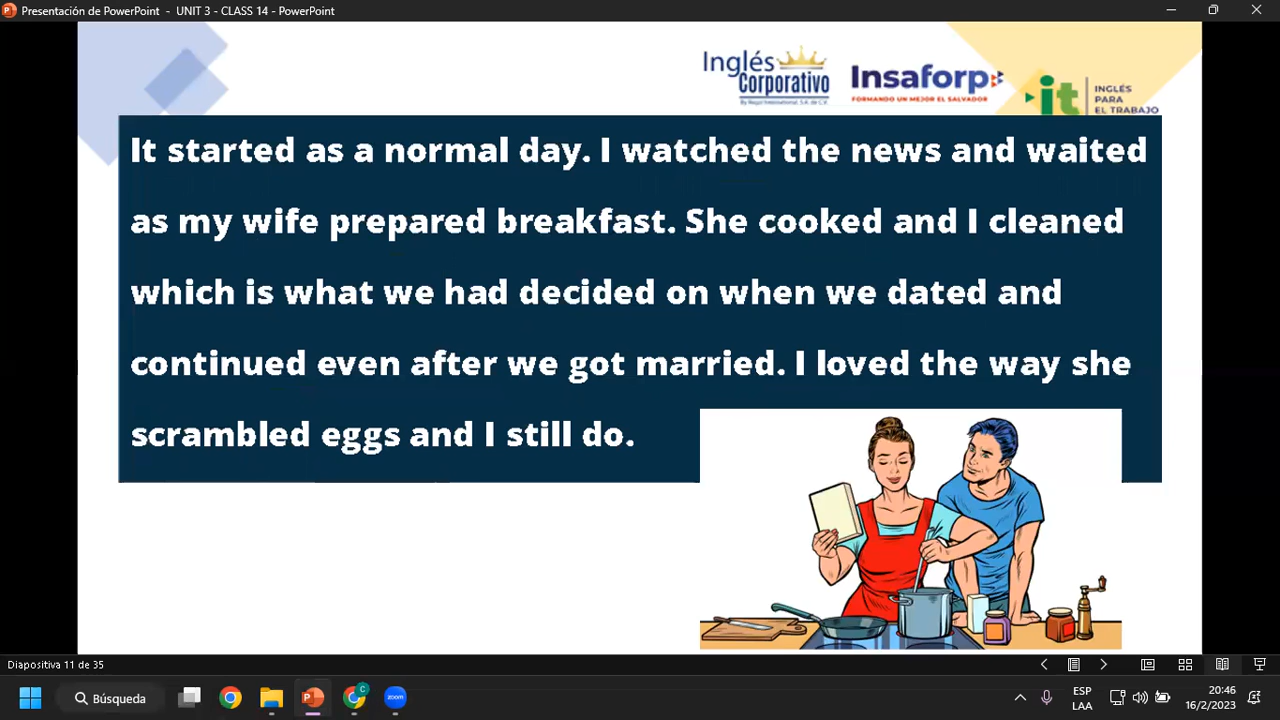 Presentación de PowerPoint - UNIT 3 - CLASS 14 - PowerPoint
Inglés
Corporativo
By Regal International, S.A. de C.V.
Insaforp
FORMANDO UN MEJOR EL SALVADOR
it
INGLÉS
PARA
EL TRABAJO
It started as a normal day. I watched the news and waited
as my wife prepared breakfast. She cooked and I cleaned
which is what we had decided on when we dated and
continued even after we got married. I loved the way she
scrambled eggs and I still do.
Diapositiva 11 de 35
Búsqueda
zoom
ESP
LAA
20:46
16/2/2023